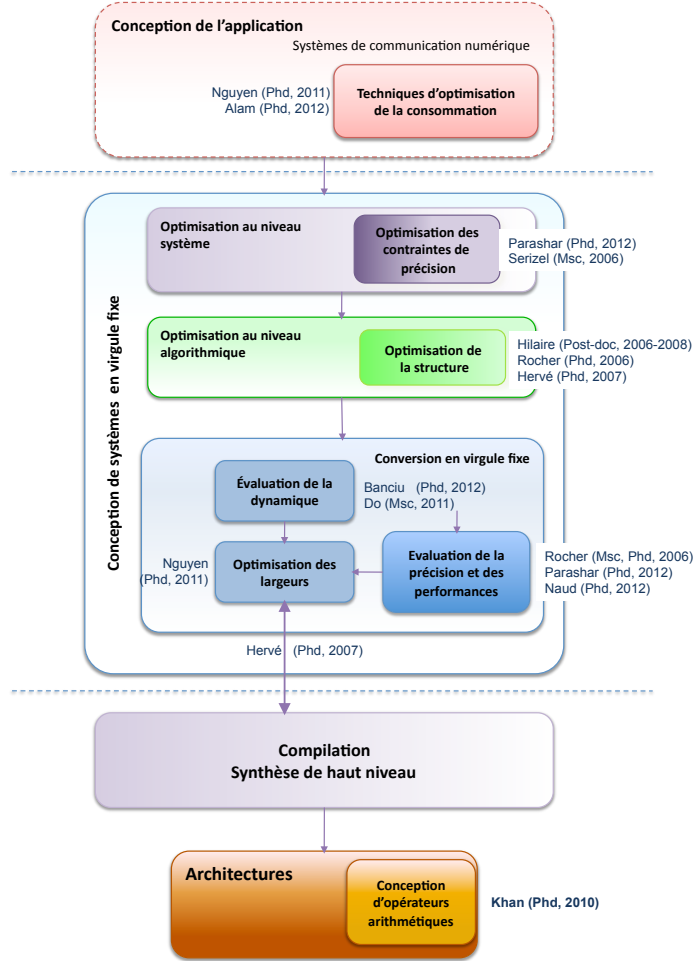 Conception de l'application
Systèmes de communication numérique
Nguyen (Phd, 2011)
Alam (Phd, 2012)
Techniques d'optimisation
de la consommation
Conception de systèmes en virgule fixe
Optimisation au niveau
système
Optimisation des
contraintes de
précision
Parashar (Phd, 2012)
Serizel (Msc, 2006)
Optimisation au niveau
algorithmique
Optimisation de
la structure
Hilaire (Post-doc, 2006-2008)
Rocher (Phd, 2006)
Hervé (Phd, 2007)
Conversion en virgule fixe
Évaluation de la
dynamique
Banciu (Phd, 2012)
Do (Msc, 2011)
Nguyen
(Phd, 2011)
Optimisation des
largeurs
Evaluation de la
précision et des
performances
Rocher (Msc, Phd, 2006)
Parashar (Phd, 2012)
Naud (Phd, 2012)
Hervé (Phd, 2007)
Compilation
Synthèse de haut niveau
Architectures
Conception
d'opérateurs
arithmétiques
Khan (Phd, 2010)